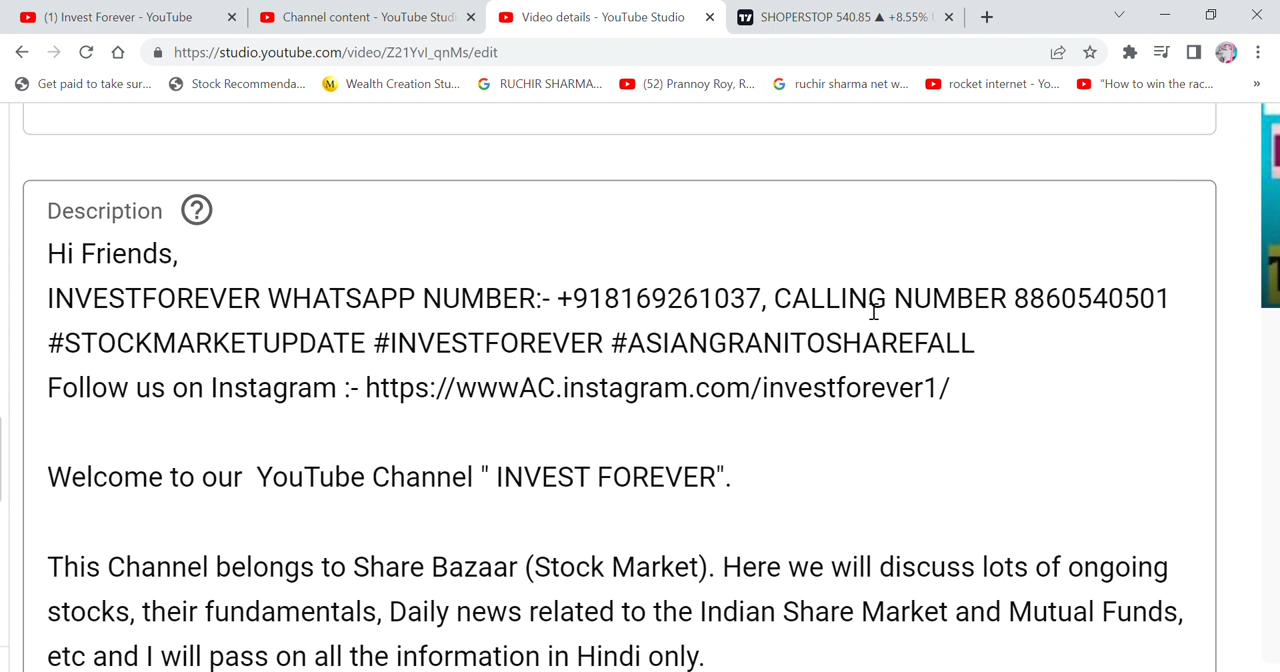 (1) Invest Forever - YouTube
Channel content - YouTube Studi
Video details - YouTube Studio
SHOPERSTOP 540.85 ▲ +8.55%
https://studio.youtube.com/video/Z21YvI_qnMs/edit
Get paid to take sur...
Stock Recommenda...
Wealth Creation Stu...
RUCHIR SHARMA...
(52) Prannoy Roy, R...
ruchir sharma net w...
rocket internet - Yo...
"How to win the rac...
Description
Hi Friends,
INVESTFOREVER WHATSAPP NUMBER:- +918169261037, CALLING NUMBER 8860540501
#STOCKMARKETUPDATE #INVESTFOREVER #ASIANGRANITOSHAREFALL
Follow us on Instagram :- https://wwwAC.instagram.com/investforever1/
Welcome to our  YouTube Channel " INVEST FOREVER".
This Channel belongs to Share Bazaar (Stock Market). Here we will discuss lots of ongoing
stocks, their fundamentals, Daily news related to the Indian Share Market and Mutual Funds,
etc and I will pass on all the information in Hindi only.